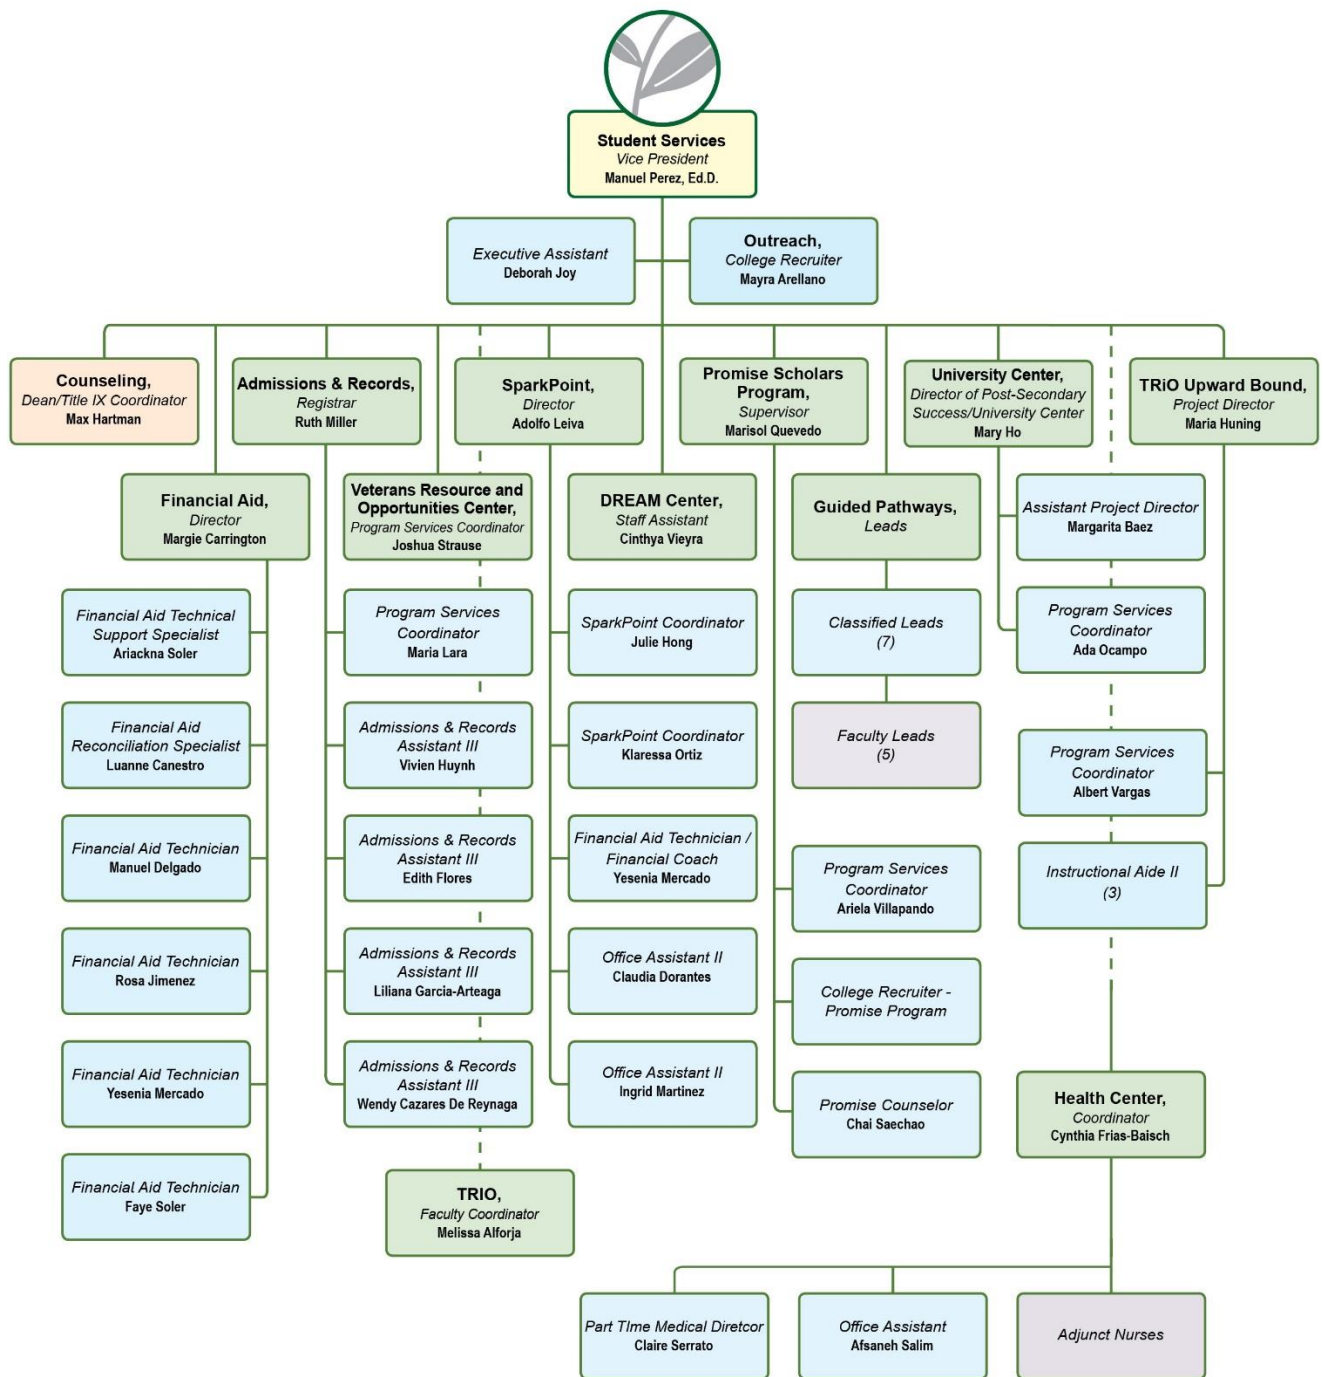 Student Services
Vice President
Manuel Perez, Ed.D.
Executive Assistant
Deborah Joy
Outreach,
College Recruiter
Mayra Arellano
Counseling,
Dean/Title IX Coordinator
Max Hartman
Admissions & Records,
Registrar
Ruth Miller
SparkPoint,
Director
Adolfo Leiva
Promise Scholars
Program,
Supervisor
Marisol Quevedo
University Center,
Director of Post-Secondary
Success/University Center
Mary Ho
TRiO Upward Bound,
Project Director
Maria Huning
Financial Aid,
Director
Margie Carrington
Veterans Resource and
Opportunities Center,
Program Services Coordinator
Joshua Strause
DREAM Center,
Staff Assistant
Cinthya Vieyra
Guided Pathways,
Leads
Assistant Project Director
Margarita Baez
Financial Aid Technical
Support Specialist
Ariackna Soler
Program Services
Coordinator
Maria Lara
SparkPoint Coordinator
Julie Hong
Classified Leads
(7)
Program Services
Coordinator
Ada Ocampo
Financial Aid
Reconciliation Specialist
Luanne Canestro
Admissions & Records
Assistant III
Vivien Huynh
SparkPoint Coordinator
Klaressa Ortiz
Faculty Leads
(5)
Program Services
Coordinator
Albert Vargas
Financial Aid Technician
Manuel Delgado
Admissions & Records
Assistant III
Edith Flores
Financial Aid Technician /
Financial Coach
Yesenia Mercado
Program Services
Coordinator
Ariela Villapando
Instructional Aide II
(3)
Financial Aid Technician
Rosa Jimenez
Admissions & Records
Assistant III
Liliana Garcia-Arteaga
Office Assistant II
Claudia Dorantes
College Recruiter -
Promise Program
Financial Aid Technician
Yesenia Mercado
Admissions & Records
Assistant III
Wendy Cazares De Reynaga
Office Assistant II
Ingrid Martinez
Promise Counselor
Chai Saechao
Health Center,
Coordinator
Cynthia Frias-Baisch
Financial Aid Technician
Faye Soler
TRIO,
Faculty Coordinator
Melissa Alforja
Part TIme Medical Diretcor
Claire Serrato
Office Assistant
Afsaneh Salim
Adjunct Nurses